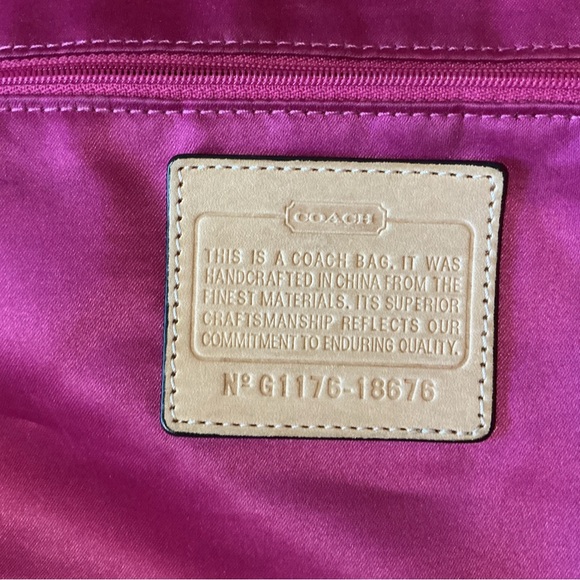 COACH
THIS IS A COACH BAG. IT WAS
HANDCRAFTED IN CHINA FROM THE
FINEST MATERIALS. ITS SUPERIOR
CRAFTSMANSHIP REFLECTS OUR
COMMITMENT TO ENDURING QUALITY.
Nº G1176-18676